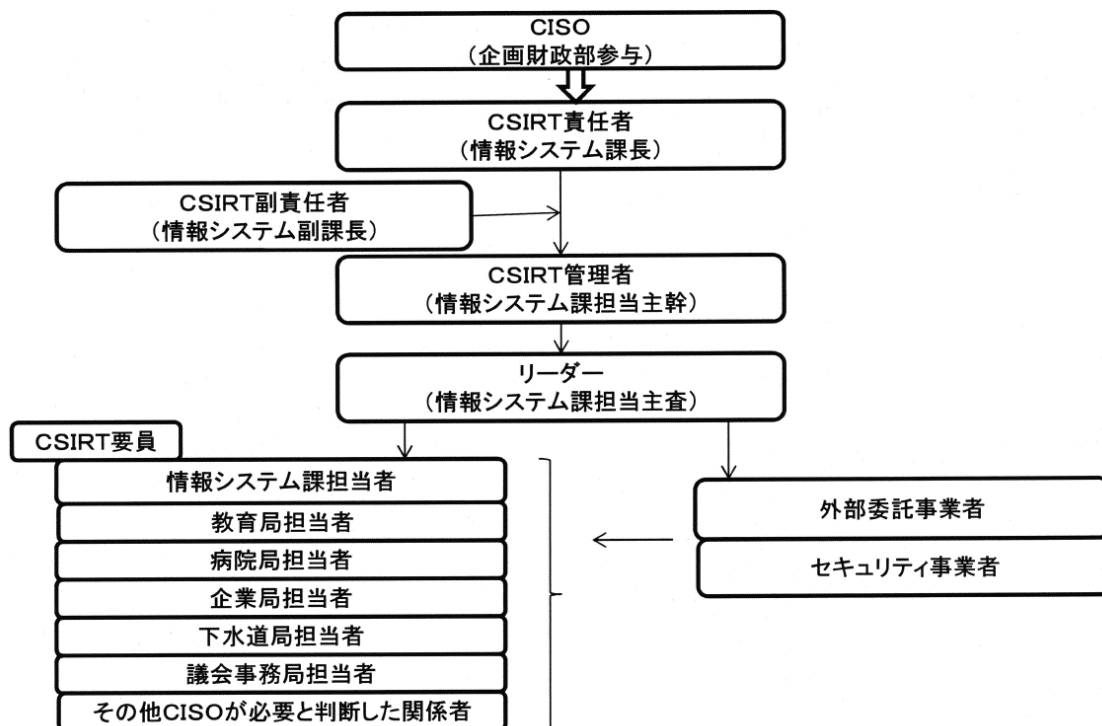 CISO
（企画財政部参与）
CSIRT責任者
（情報システム課長）
CSIRT副責任者
（情報システム副課長）
CSIRT管理者
（情報システム課担当主幹）
リーダー
（情報システム課担当主査）
CSIRT要員
情報システム課担当者
教育局担当者
病院局担当者
企業局担当者
下水道局担当者
議会事務局担当者
その他CISOが必要と判断した関係者
外部委託事業者
セキュリティ事業者